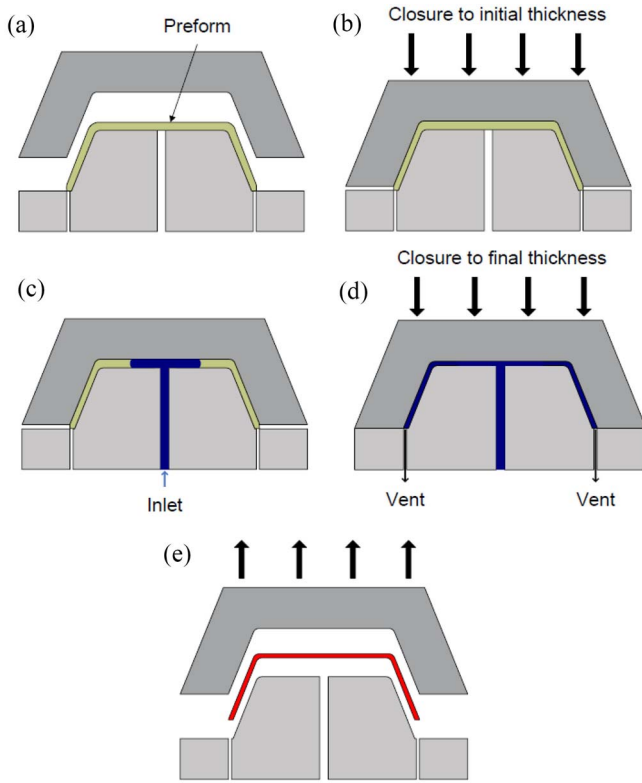 (a)
Preform
(b)
Closure to initial thickness
(c)
Inlet
(d)
Closure to final thickness
Vent
Vent
(e)